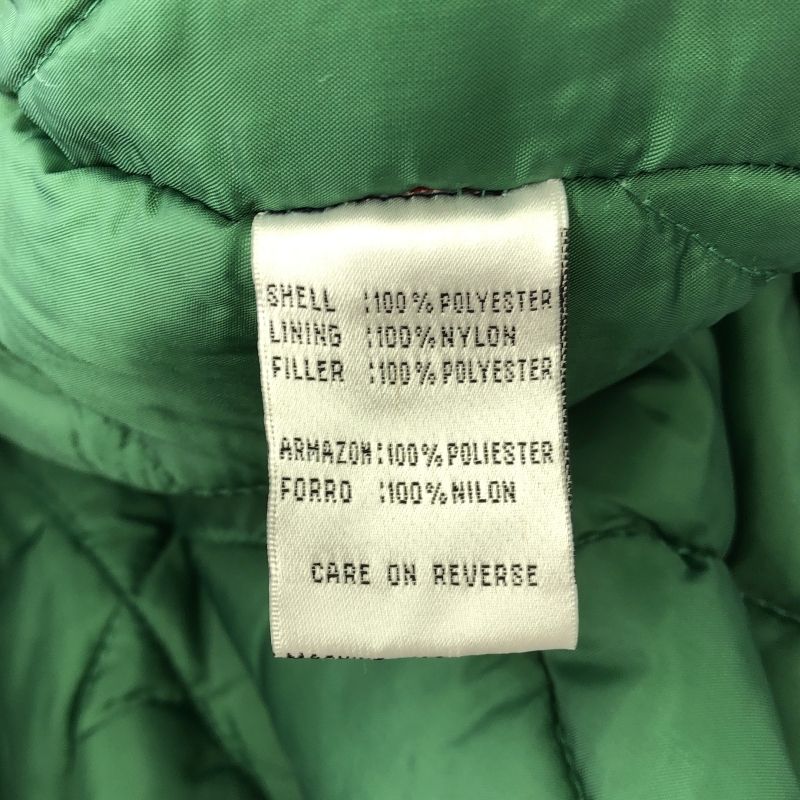 SHELL :100% POLYESTER
LINING :100% NYLON
FILLER :100% POLYESTER
ARMAZON:100% POLIESTER
FORRO :100% NILON
CARE ON REVERSE